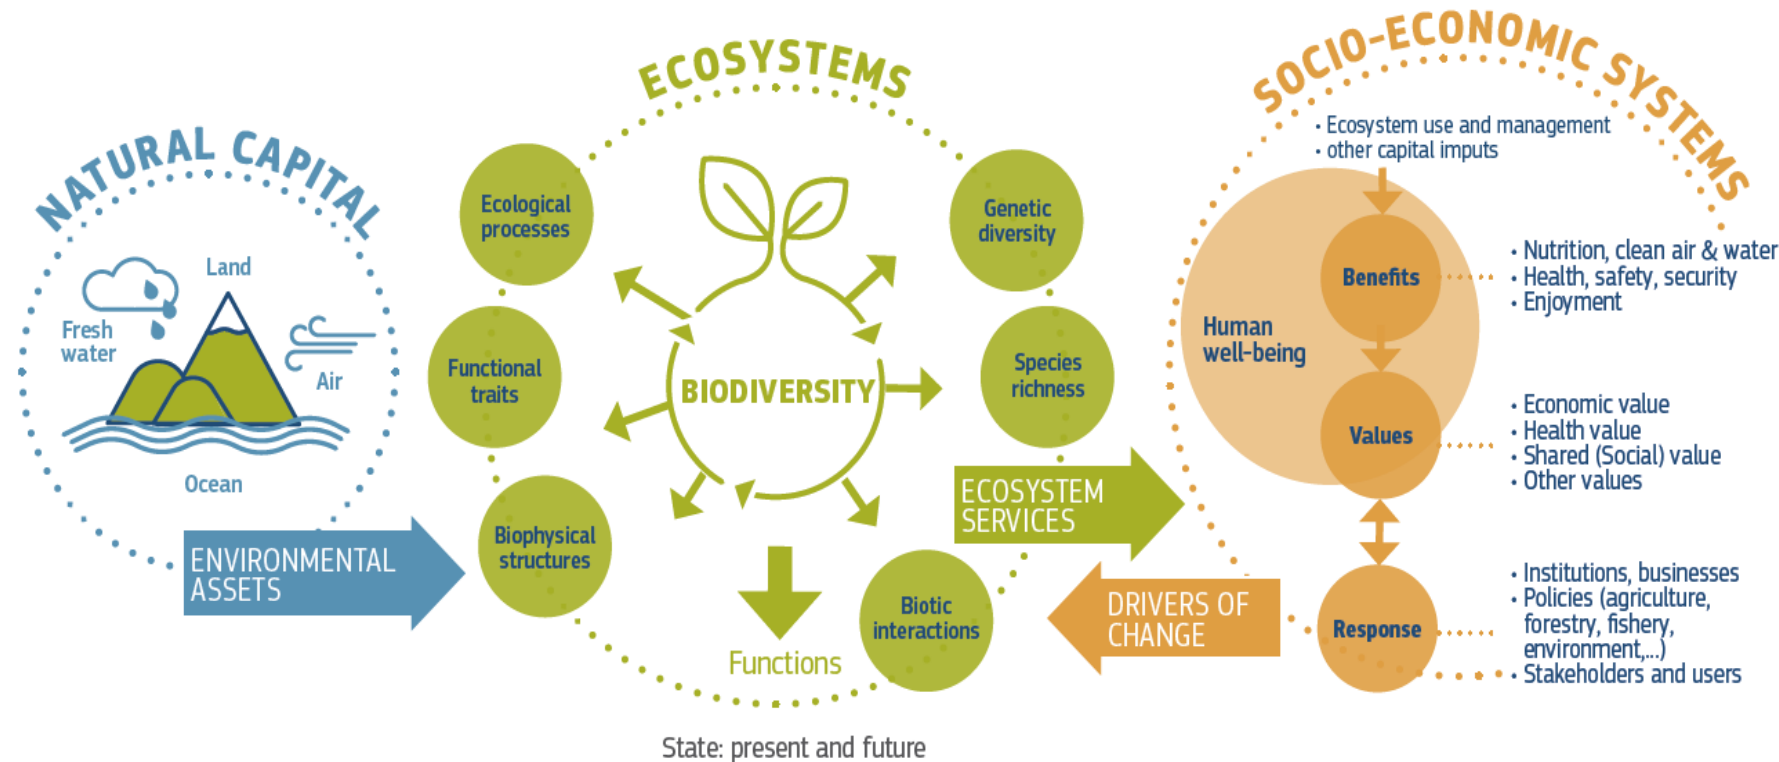 NATURAL CAPITAL
Land
Fresh
water
Air
Ocean
ENVIRONMENTAL
ASSETS
ECOSYSTEMS
Ecological
processes
Functional
traits
Biophysical
structures
BIODIVERSITY
Genetic
diversity
Species
richness
Biotic
interactions
Functions
State: present and future
ECOSYSTEM
SERVICES
DRIVERS OF
CHANGE
SOCIO-ECONOMIC SYSTEMS
• Ecosystem use and management
• other capital imputs
Human
well-being
Benefits
• Nutrition, clean air & water
• Health, safety, security
• Enjoyment
Values
• Economic value
• Health value
• Shared (Social) value
• Other values
Response
• Institutions, businesses
• Policies (agriculture,
forestry, fishery,
environment,...)
• Stakeholders and users